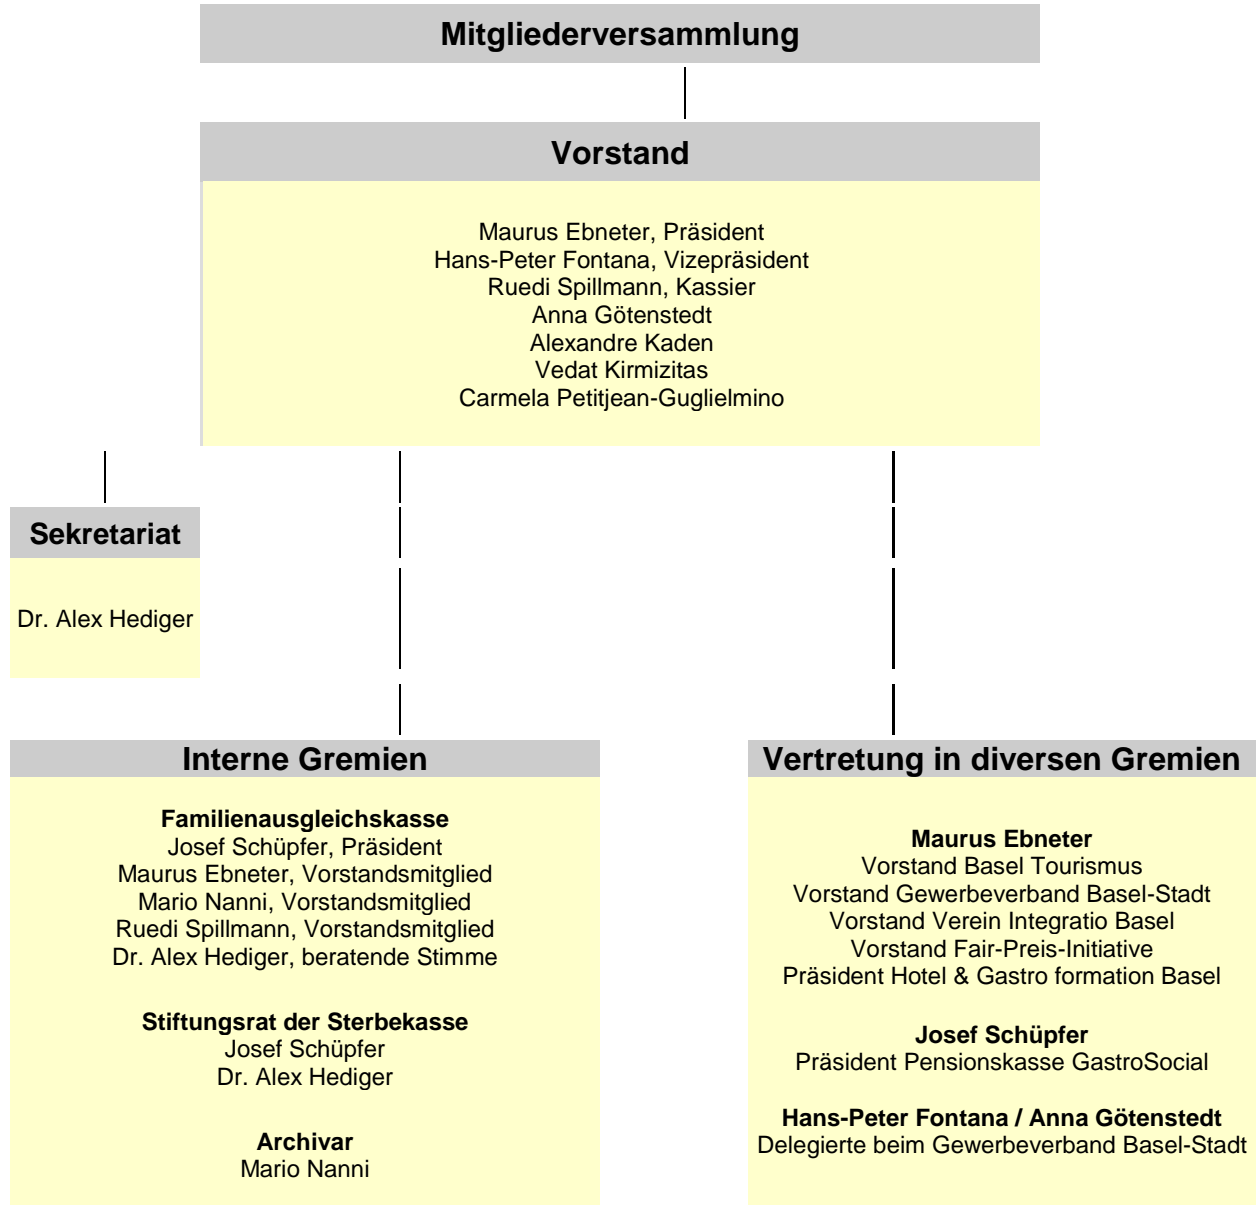 Mitgliederversammlung
Vorstand
Maurus Ebneter, Präsident
Hans-Peter Fontana, Vizepräsident
Ruedi Spillmann, Kassier
Anna Götenstedt
Alexandre Kaden
Vedat Kirmizitas
Carmela Petitjean-Guglielmino
Sekretariat
Dr. Alex Hediger
Interne Gremien
Familienausgleichskasse
Josef Schüpfer, Präsident
Maurus Ebneter, Vorstandsmitglied
Mario Nanni, Vorstandsmitglied
Ruedi Spillmann, Vorstandsmitglied
Dr. Alex Hediger, beratende Stimme
Stiftungsrat der Sterbekasse
Josef Schüpfer
Dr. Alex Hediger
Archivar
Mario Nanni
Vertretung in diversen Gremien
Maurus Ebneter
Vorstand Basel Tourismus
Vorstand Gewerbeverband Basel-Stadt
Vorstand Verein Integratio Basel
Vorstand Fair-Preis-Initiative
Präsident Hotel & Gastro formation Basel
Josef Schüpfer
Präsident Pensionskasse GastroSocial
Hans-Peter Fontana / Anna Götenstedt
Delegierte beim Gewerbeverband Basel-Stadt